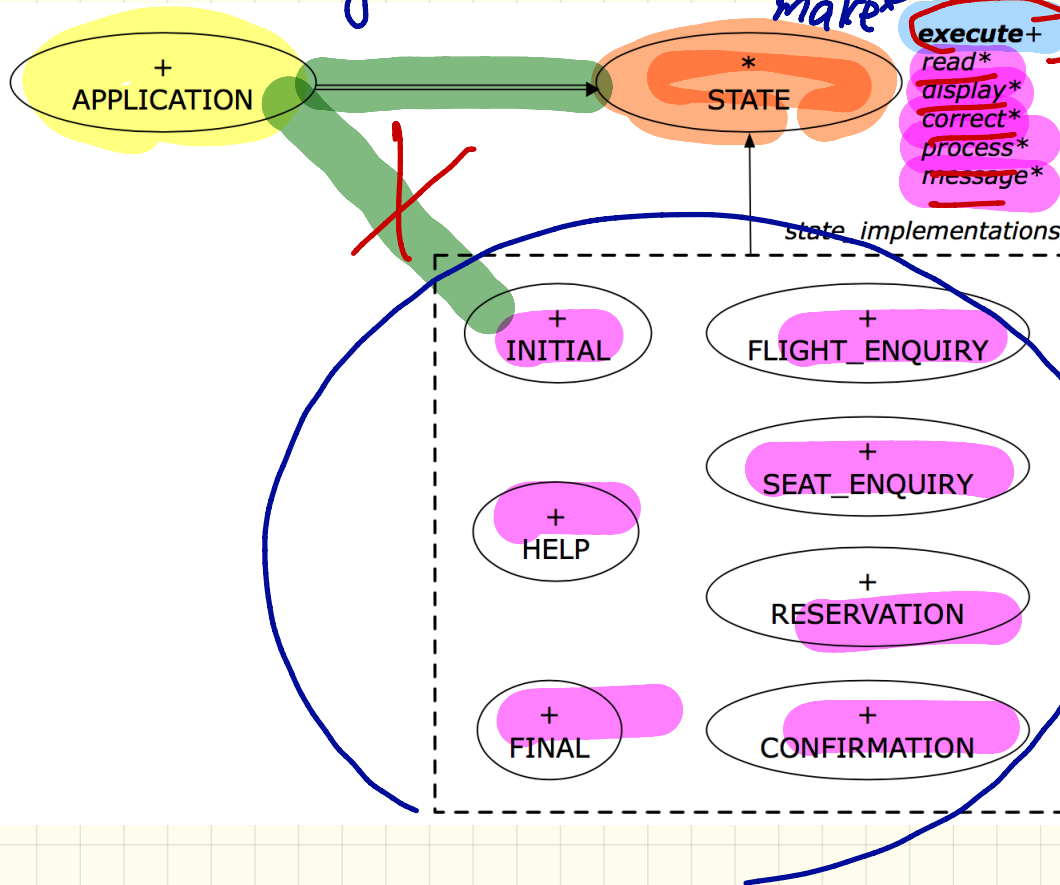 make*
execute+
read*
display*
correct*
process*
message*
+
APPLICATION
*
STATE
state_implementations
+
INITIAL
+
FLIGHT_ENQUIRY
+
SEAT_ENQUIRY
+
HELP
+
RESERVATION
+
FINAL
+
CONFIRMATION